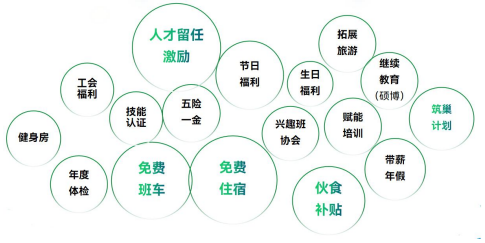 人才留任
激励
拓展
旅游
节日
福利
生日
福利
继续
教育
(硕博)
工会
福利
技能
认证
五险
一金
筑巢
计划
兴趣班
协会
赋能
培训
健身房
年度
体检
免费
班车
免费
住宿
伙食
补贴
带薪
年假